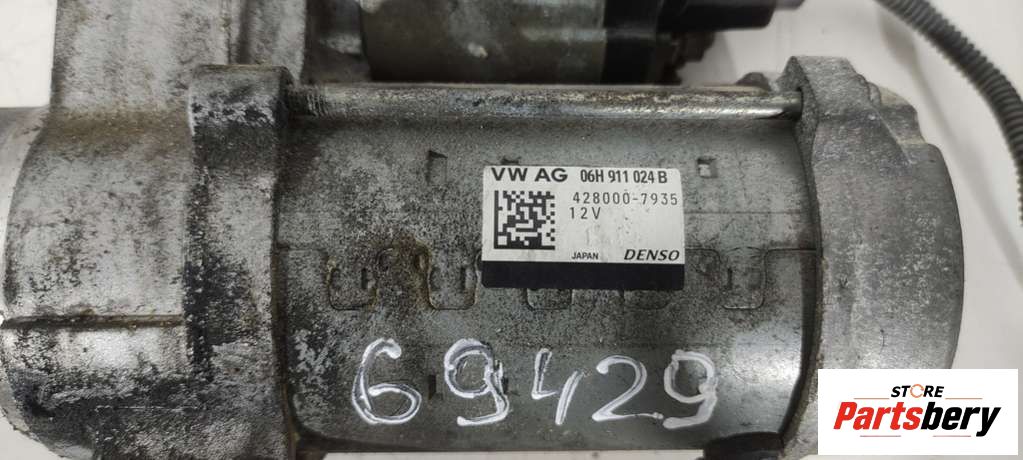 VW AG 06H 911 024 B
428000-7935
12V
JAPAN DENSO
69429
STORE
Partsbery